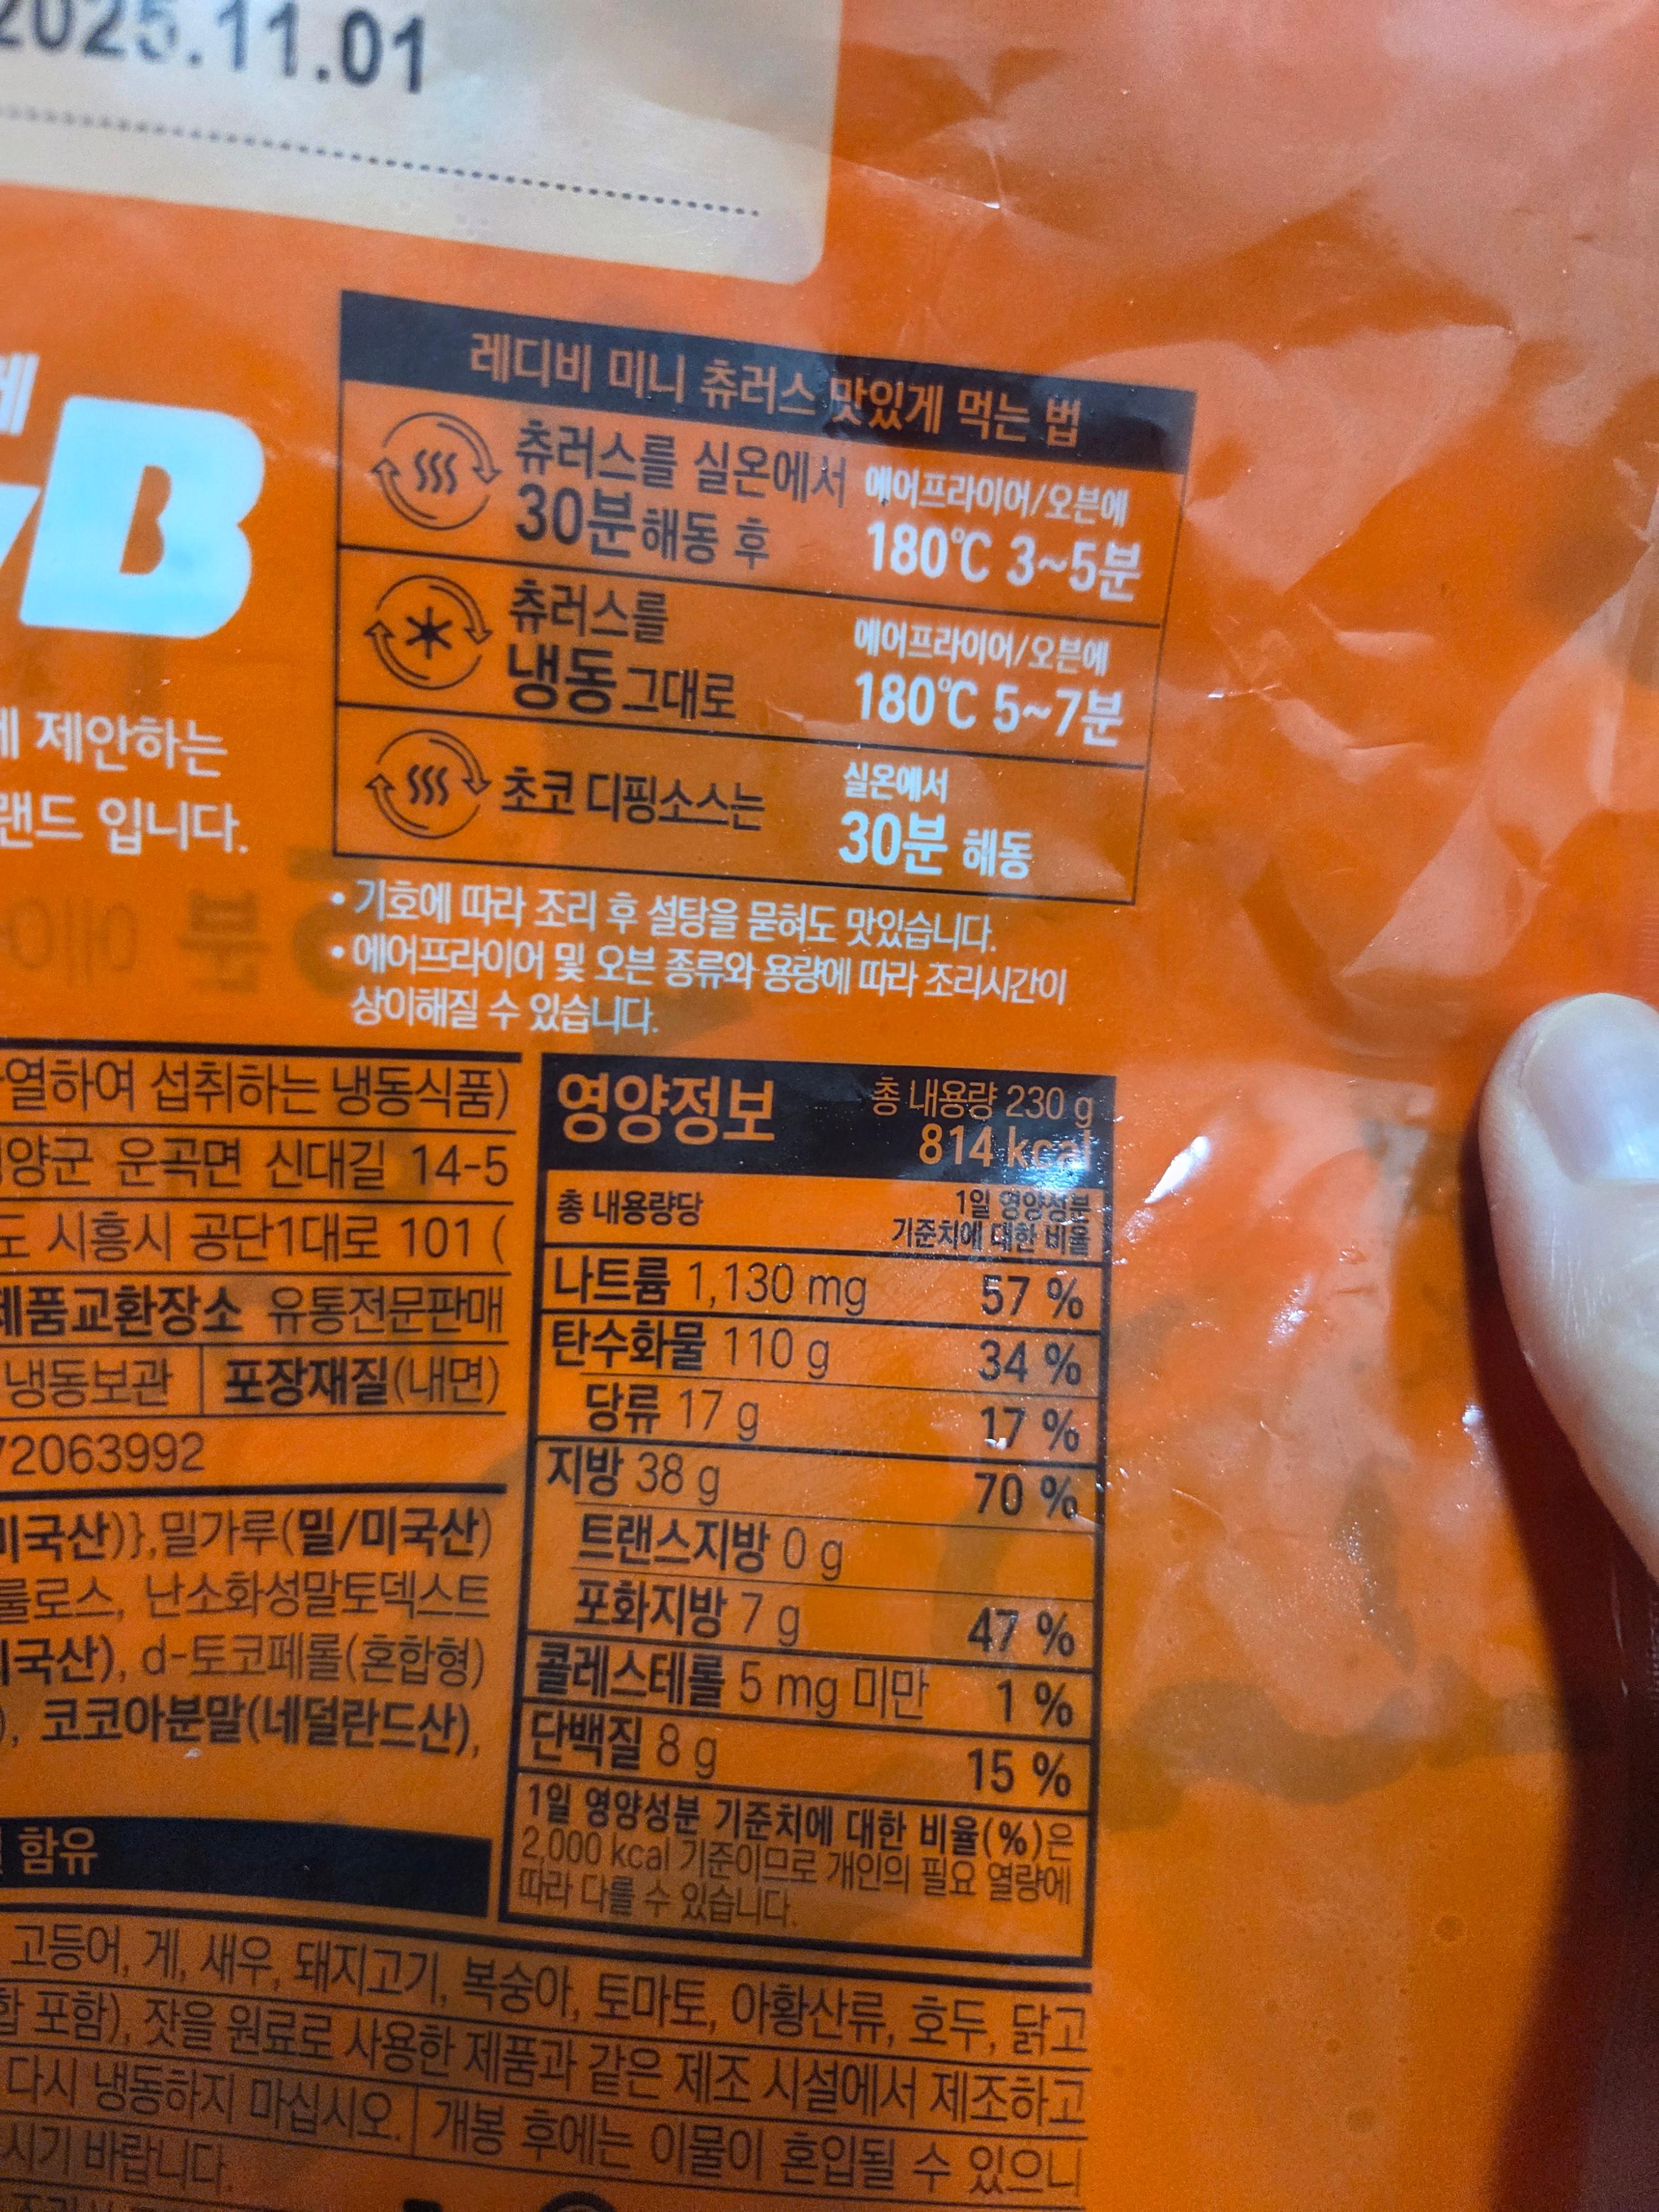 2025.11.01
B
제안하는
랜드 입니다.
레디비 미니 츄러스 맛있게 먹는 법
츄러스를 실온에서 30분해동 후
에어프라이어/오븐에 180℃ 3~5분
츄러스를 냉동그대로
에어프라이어/오븐에 180℃ 5~7분
초코 디핑소스는
실온에서 30분 해동
• 기호에 따라 조리 후 설탕을 묻혀도 맛있습니다.
• 에어프라이어 및 오븐 종류와 용량에 따라 조리시간이
상이해질 수 있습니다.
열하여 섭취하는 냉동식품)
양군 운곡면 신대길 14-5
도 시흥시 공단1대로 101 (
제품교환장소 유통전문판매
냉동보관 포장재질(내면)
72063992
미국산)},밀가루(밀/미국산)
룰로스, 난소화성말토덱스트
미국산), d-토코페롤(혼합형)
), 코코아분말(네덜란드산),
함유
영양정보 총 내용량 230 g
814 kcal
총 내용량당 1일 영양성분
기준치에 대한 비율
나트륨 1,130 mg 57 %
탄수화물 110 g 34 %
당류 17 g 17 %
지방 38 g 70 %
트랜스지방 0 g
포화지방 7 g 47 %
콜레스테롤 5 mg 미만 1 %
단백질 8 g 15 %
1일 영양성분 기준치에 대한 비율(%)은
2,000 kcal 기준이므로 개인의 필요 열량에
따라 다를 수 있습니다.
고등어, 게, 새우, 돼지고기, 복숭아, 토마토, 아황산류, 호두, 닭고
합 포함), 잣을 원료로 사용한 제품과 같은 제조 시설에서 제조하고
다시 냉동하지 마십시오. 개봉 후에는 이물이 혼입될 수 있으니
시기 바랍니다.